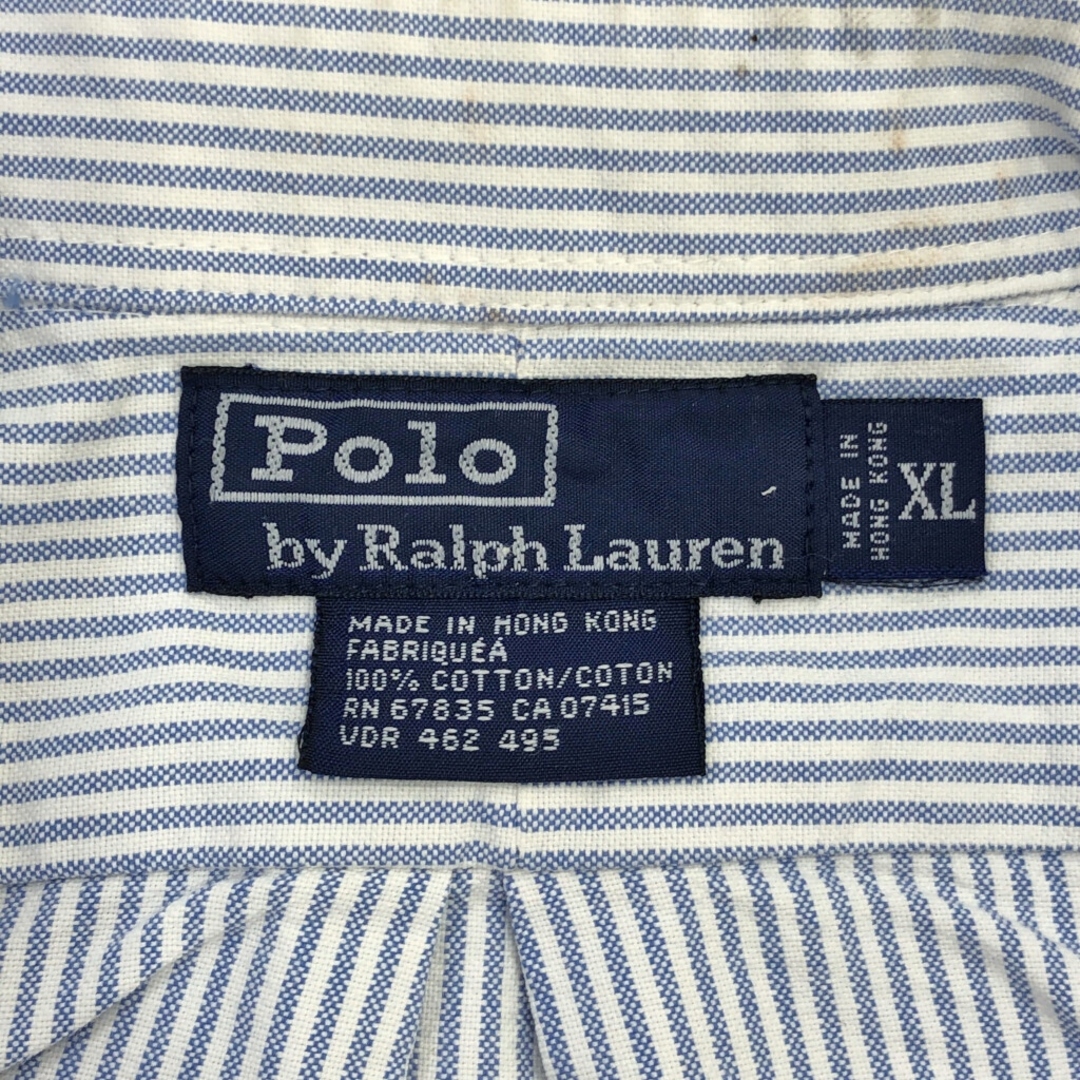 Polo
by Ralph Lauren
MADE IN
HONG KONG
XL
MADE IN HONG KONG
FABRIQUÉÁ
100% COTTON/COTON
RN 67835 CA 07415
VDR 462 495